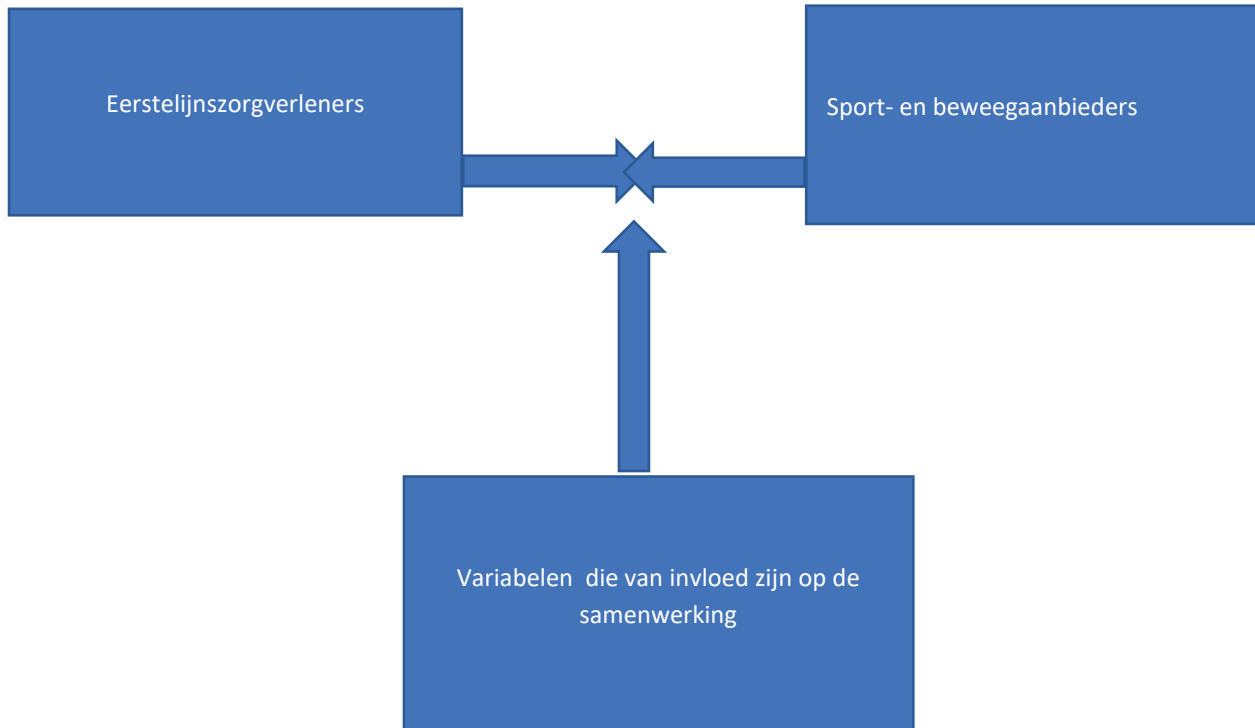 Eerstelijnszorgverleners
Sport- en beweegaanbieders
Variabelen  die van invloed zijn op de
samenwerking